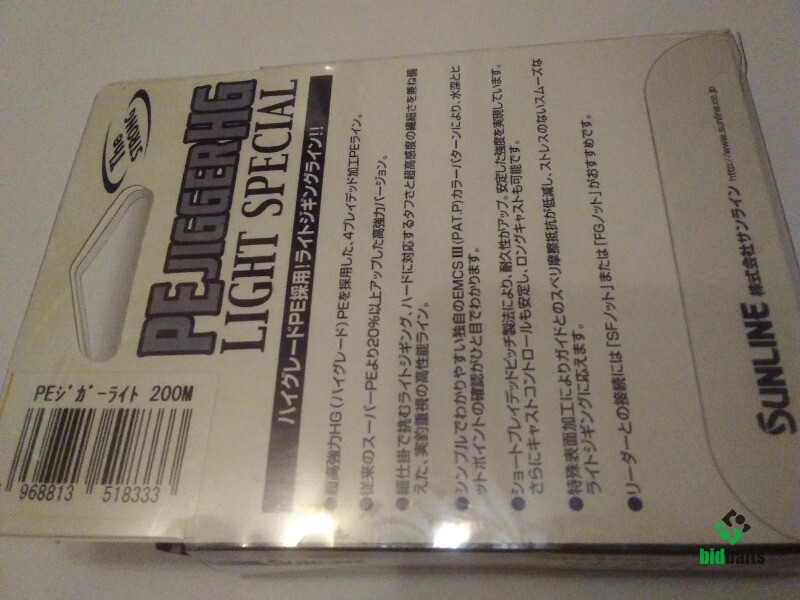 The
Specific
PEJIGGER HG
LIGHT SPECIAL
ハイグレードPE採用!ライトジギングライン!!
●超高強力HG(ハイグレード)PEを採用した、4ブレイデッド加工PEライン。
●従来のスーパーPEより20%以上アップした高強力バージョン。
●細仕掛で挑むライトジギング、ハードに対応するタフさと超高感度の繊細さを兼ね備
えた、実釣重視の高性能ライン。
●シンプルでわかりやすい独自のEMCSⅢ(PAT.P)カラーパターンにより、水深とヒ
ットポイントの確認がひと目でわかります。
●ショートブレイデッドピッチ製法により、耐久性がアップ。安定した強度を実現しています。
さらにキャストコントロールも安定し、ロングキャストも可能です。
●特殊表面加工によりガイドとのスベリ摩擦抵抗が低減し、ストレスのないスムーズな
ライトジギングに応えます。
●リーダーとの接続には「SFノット」または「FGノット」がおすすめです。
SUNLINE 株式会社サンライン http://www.sunline.co.jp
PEジガーライト 200M
968813 518333
bidbaits